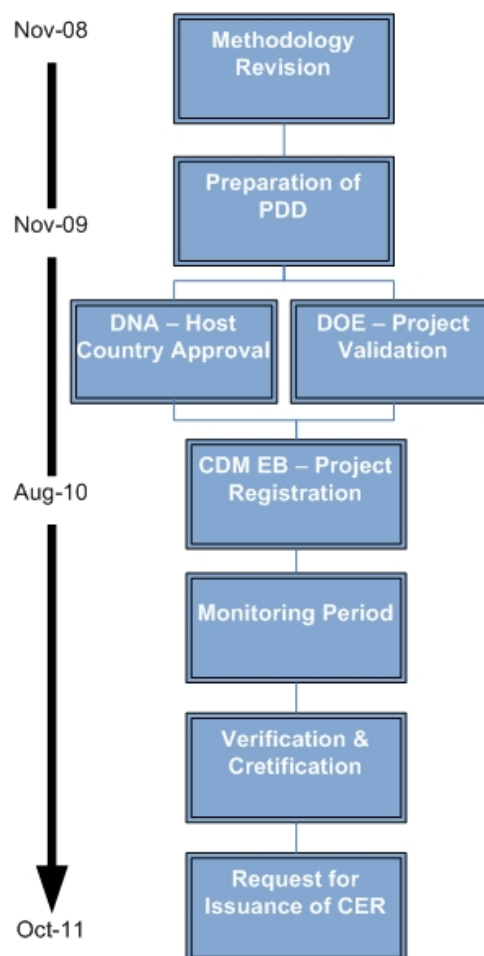 Nov-08
Methodology
Revision
Preparation of
PDD
Nov-09
DNA – Host
Country Approval
DOE – Project
Validation
CDM EB – Project
Registration
Aug-10
Monitoring Period
Verification &
Cretification
Request for
Issuance of CER
Oct-11